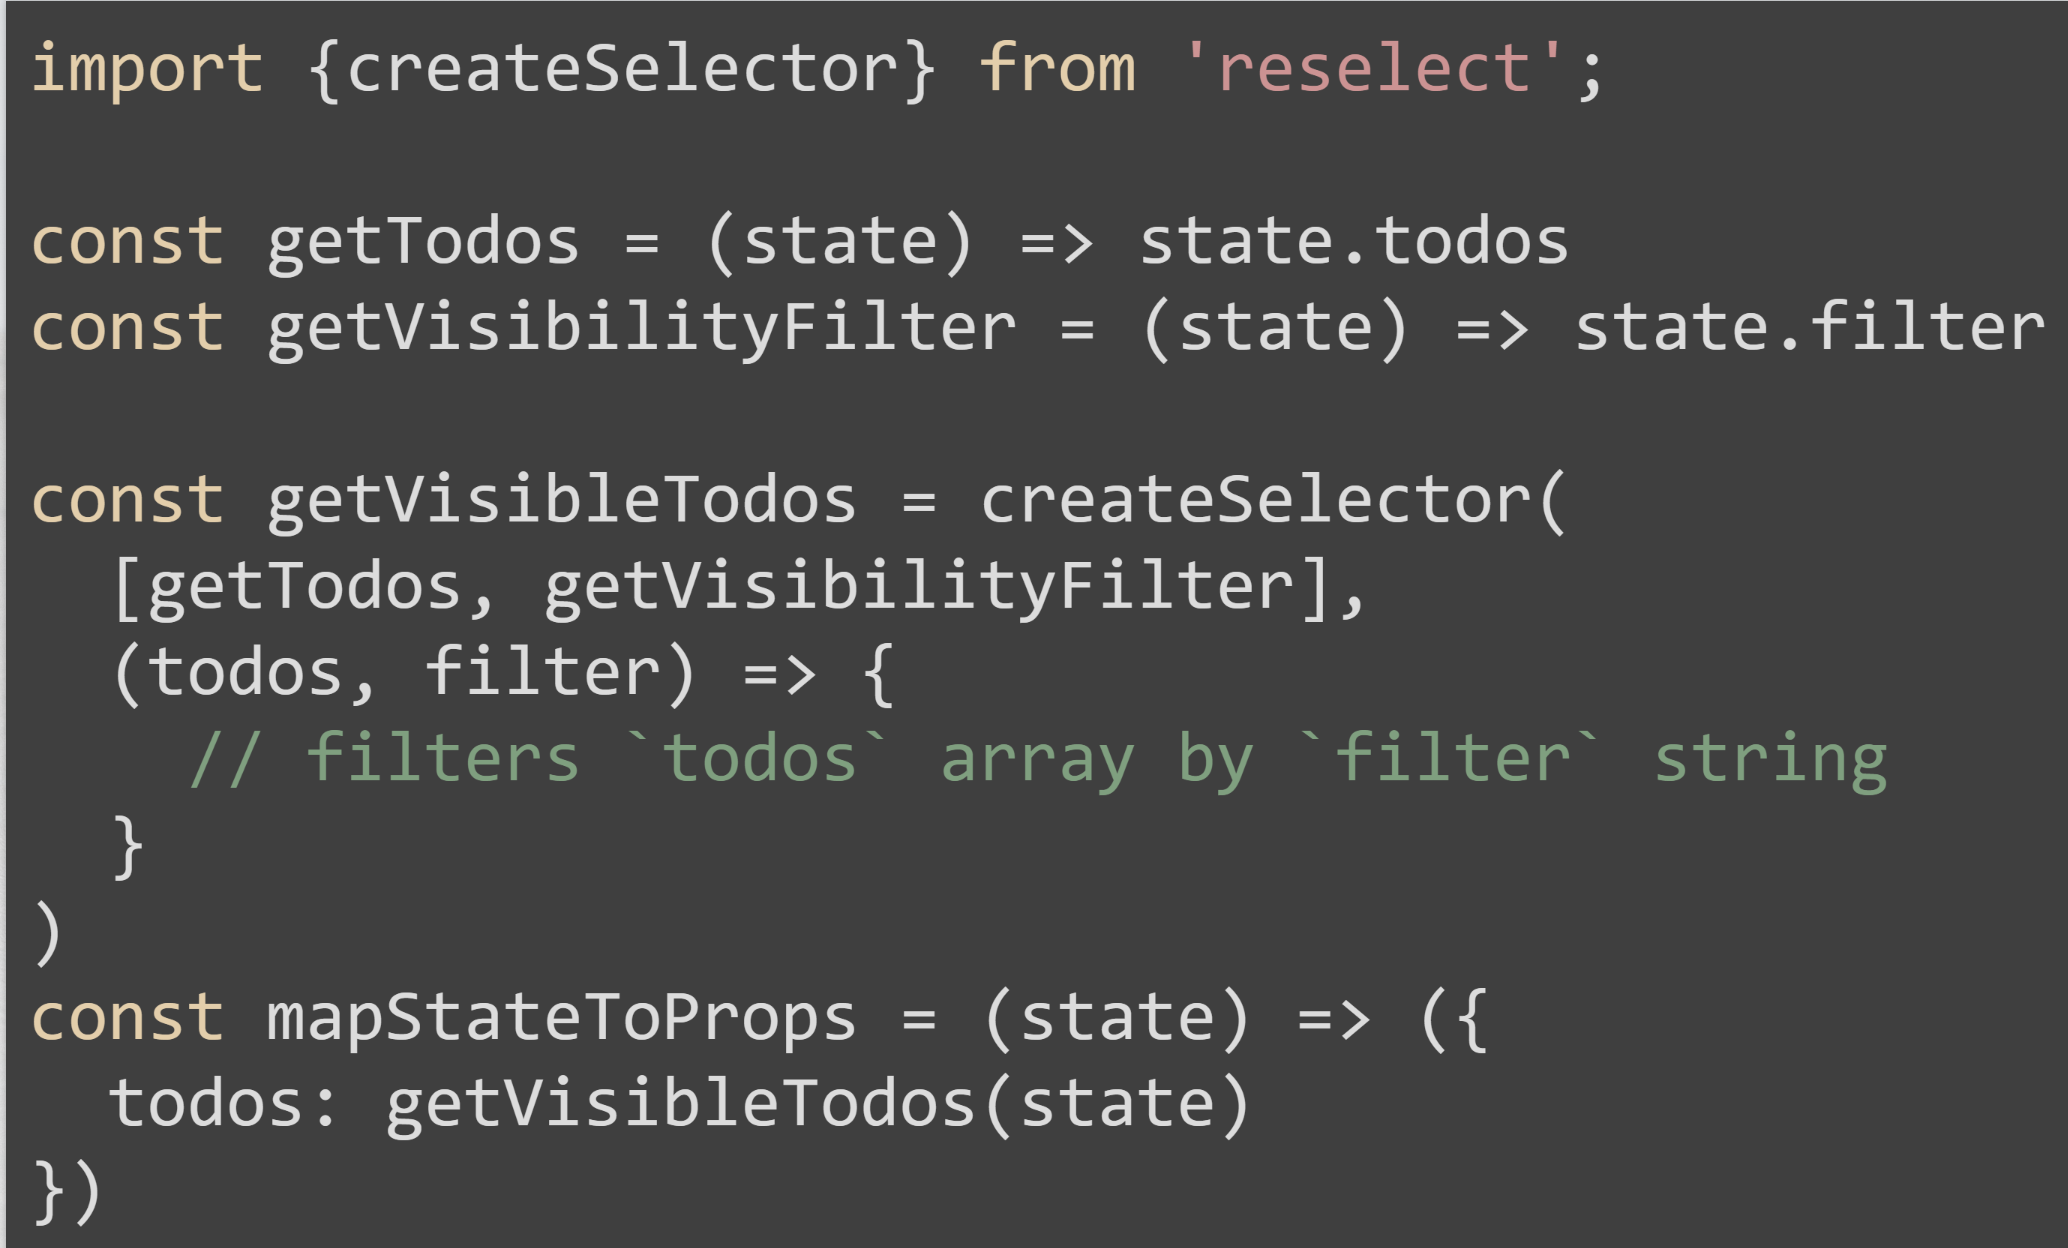 import {createSelector} from 'reselect';
const getTodos = (state) => state.todos
const getVisibilityFilter = (state) => state.filter
const getVisibleTodos = createSelector(
  [getTodos, getVisibilityFilter],
  (todos, filter) => {
    // filters `todos` array by `filter` string
  }
)
const mapStateToProps = (state) => ({
  todos: getVisibleTodos(state)
})